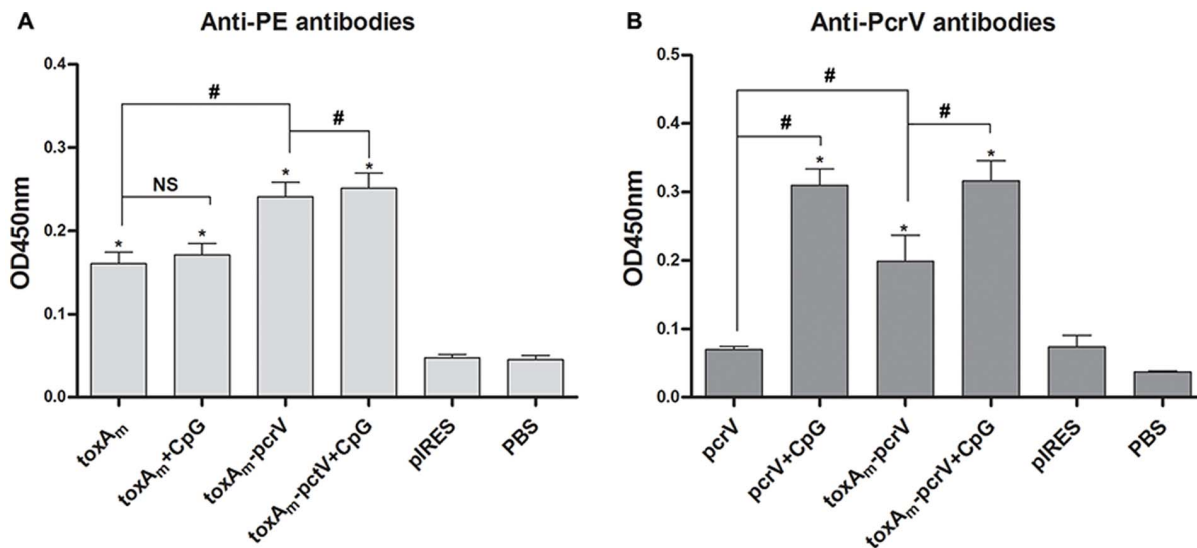 A
Anti-PE antibodies
OD450nm
0.4
0.3
0.2
0.1
0.0
#
#
NS
*
*
*
*
toxAm
toxAm+CpG
toxAm-pcrV
toxAm-pctV+CpG
pIRES
PBS
B
Anti-PcrV antibodies
OD450nm
0.5
0.4
0.3
0.2
0.1
0.0
#
#
#
*
*
*
pcrV
pcrV+CpG
toxAm-pcrV
toxAm-pcrV+CpG
pIRES
PBS